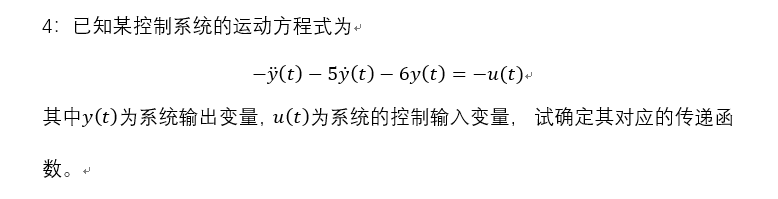 4：已知某控制系统的运动方程式为
−ÿ(t) − 5ẏ(t) − 6y(t) = −u(t)
其中y(t)为系统输出变量, u(t)为系统的控制输入变量， 试确定其对应的传递函
数。